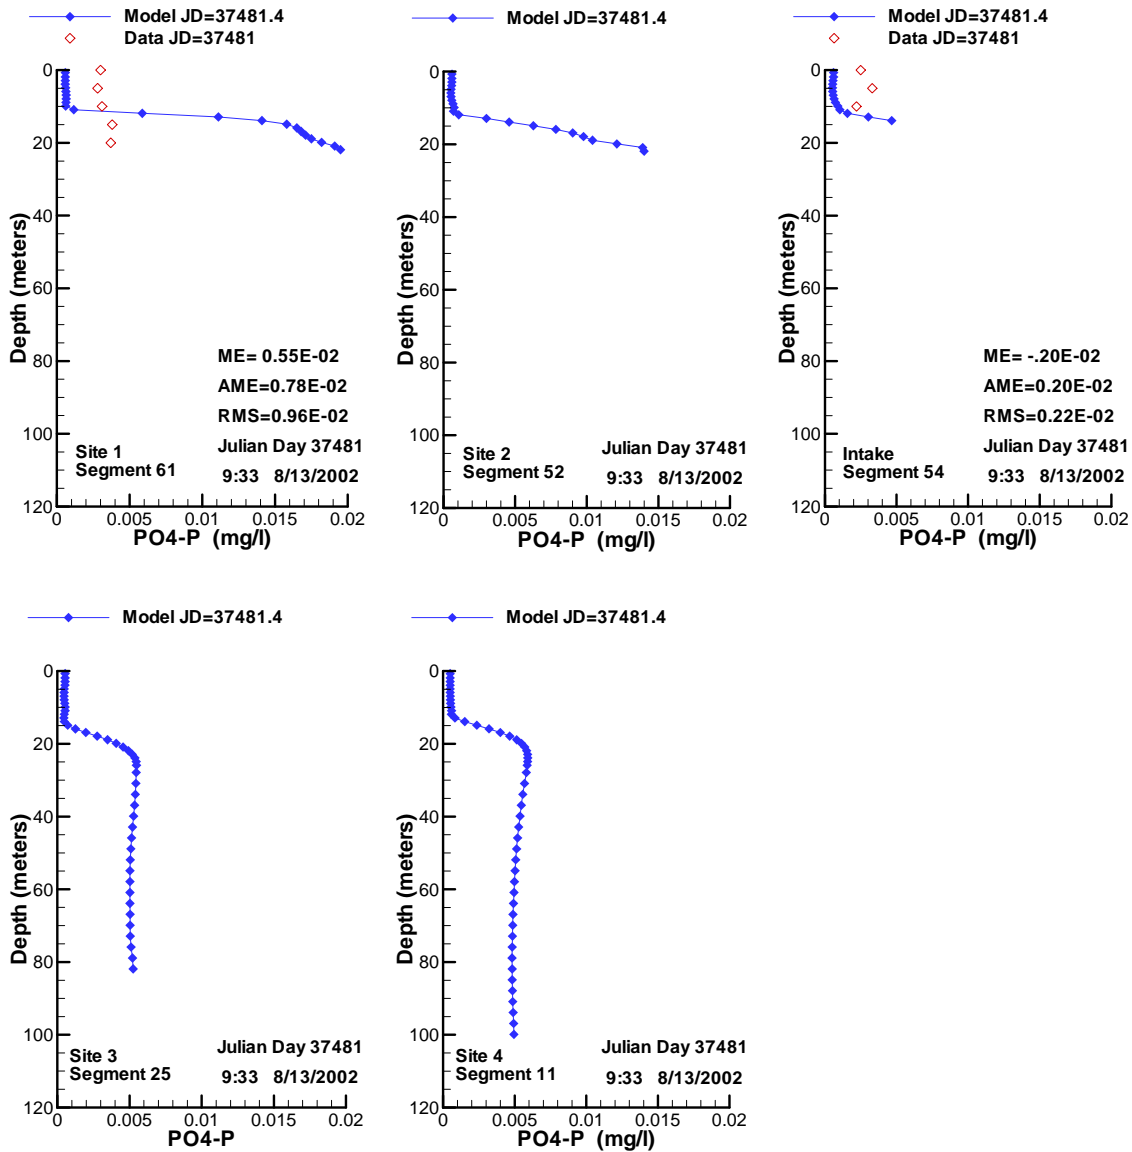 Model JD=37481.4
Data JD=37481
0
20
40
60
80
100
120
Depth (meters)
ME= 0.55E-02
AME=0.78E-02
RMS=0.96E-02
Site 1
Segment 61
Julian Day 37481
9:33 8/13/2002
0 0.005 0.01 0.015 0.02
PO4-P (mg/l)
Model JD=37481.4
0
20
40
60
80
100
120
Depth (meters)
Site 2
Segment 52
Julian Day 37481
9:33 8/13/2002
0 0.005 0.01 0.015 0.02
PO4-P (mg/l)
Model JD=37481.4
Data JD=37481
0
20
40
60
80
100
120
Depth (meters)
ME= -.20E-02
AME=0.20E-02
RMS=0.22E-02
Intake
Segment 54
Julian Day 37481
9:33 8/13/2002
0 0.005 0.01 0.015 0.02
PO4-P (mg/l)
Model JD=37481.4
0
20
40
60
80
100
120
Depth (meters)
Site 3
Segment 25
Julian Day 37481
9:33 8/13/2002
0 0.005 0.01 0.015 0.02
PO4-P
Model JD=37481.4
0
20
40
60
80
100
120
Depth (meters)
Site 4
Segment 11
Julian Day 37481
9:33 8/13/2002
0 0.005 0.01 0.015 0.02
PO4-P (mg/l)